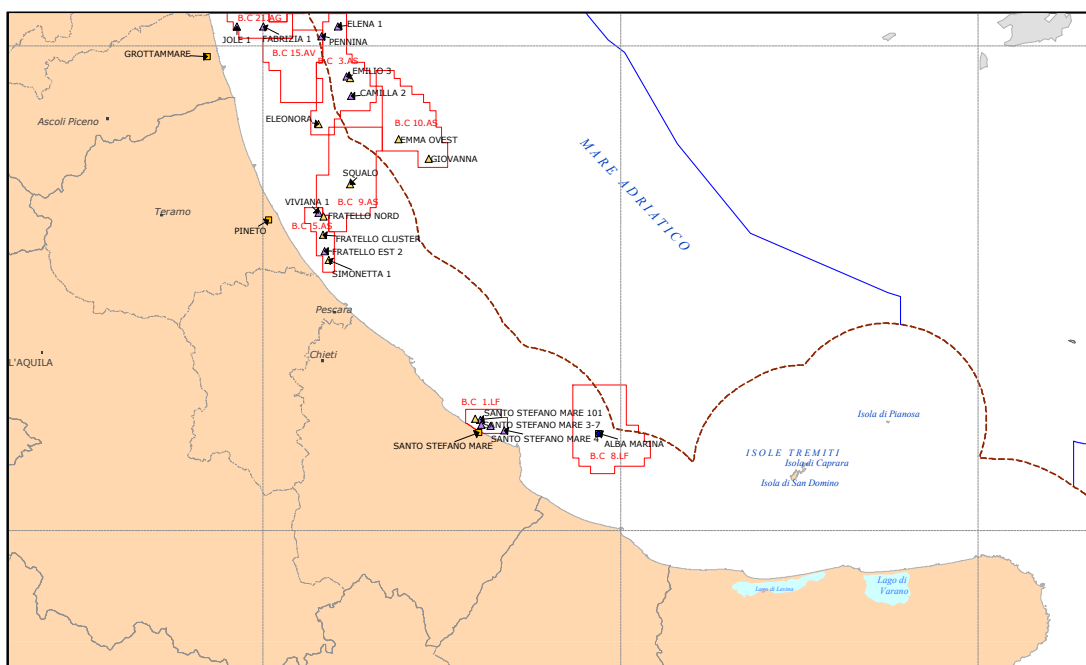 B.C 21.AG
ELENA 1
JOLE 1
FABRIZIA 1
PENNINA
GROTTAMMARE
B.C 15.AV
B.C 3.AS
EMILIO 3
CAMILLA 2
Ascoli Piceno
ELEONORA
B.C 10.AS
EMMA OVEST
GIOVANNA
MARE ADRIATICO
SQUALO
VIVIANA 1
B.C 9.AS
Teramo
FRATELLO NORD
PINETO
B.C 5.AS
FRATELLO CLUSTER
FRATELLO EST 2
SIMONETTA 1
Pescara
Chieti
L'AQUILA
B.C 1.LF
SANTO STEFANO MARE 101
Isola di Pianosa
SANTO STEFANO MARE 3-7
SANTO STEFANO MARE 4
SANTO STEFANO MARE
ALBA MARINA
B.C 8.LF
ISOLE TREMITI
Isola di Caprara
Isola di San Domino
Lago di Lesina
Lago di
Varano